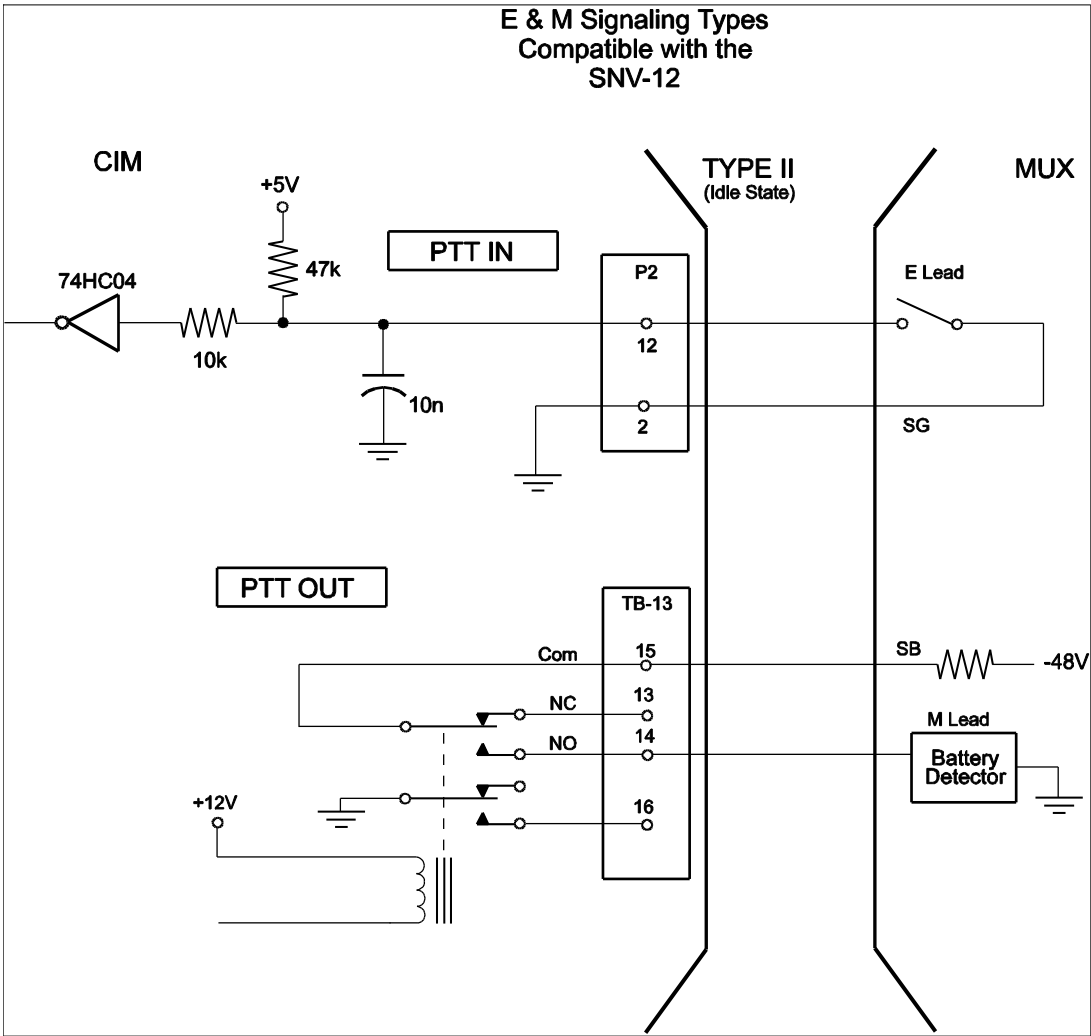 E & M Signaling Types
Compatible with the
SNV-12
CIM
TYPE II
(Idle State)
MUX
+5V
PTT IN
47k
P2
E Lead
74HC04
10k
12
10n
2
SG
PTT OUT
TB-13
Com
15
SB
-48V
NC
13
M Lead
NO
14
Battery
Detector
+12V
16